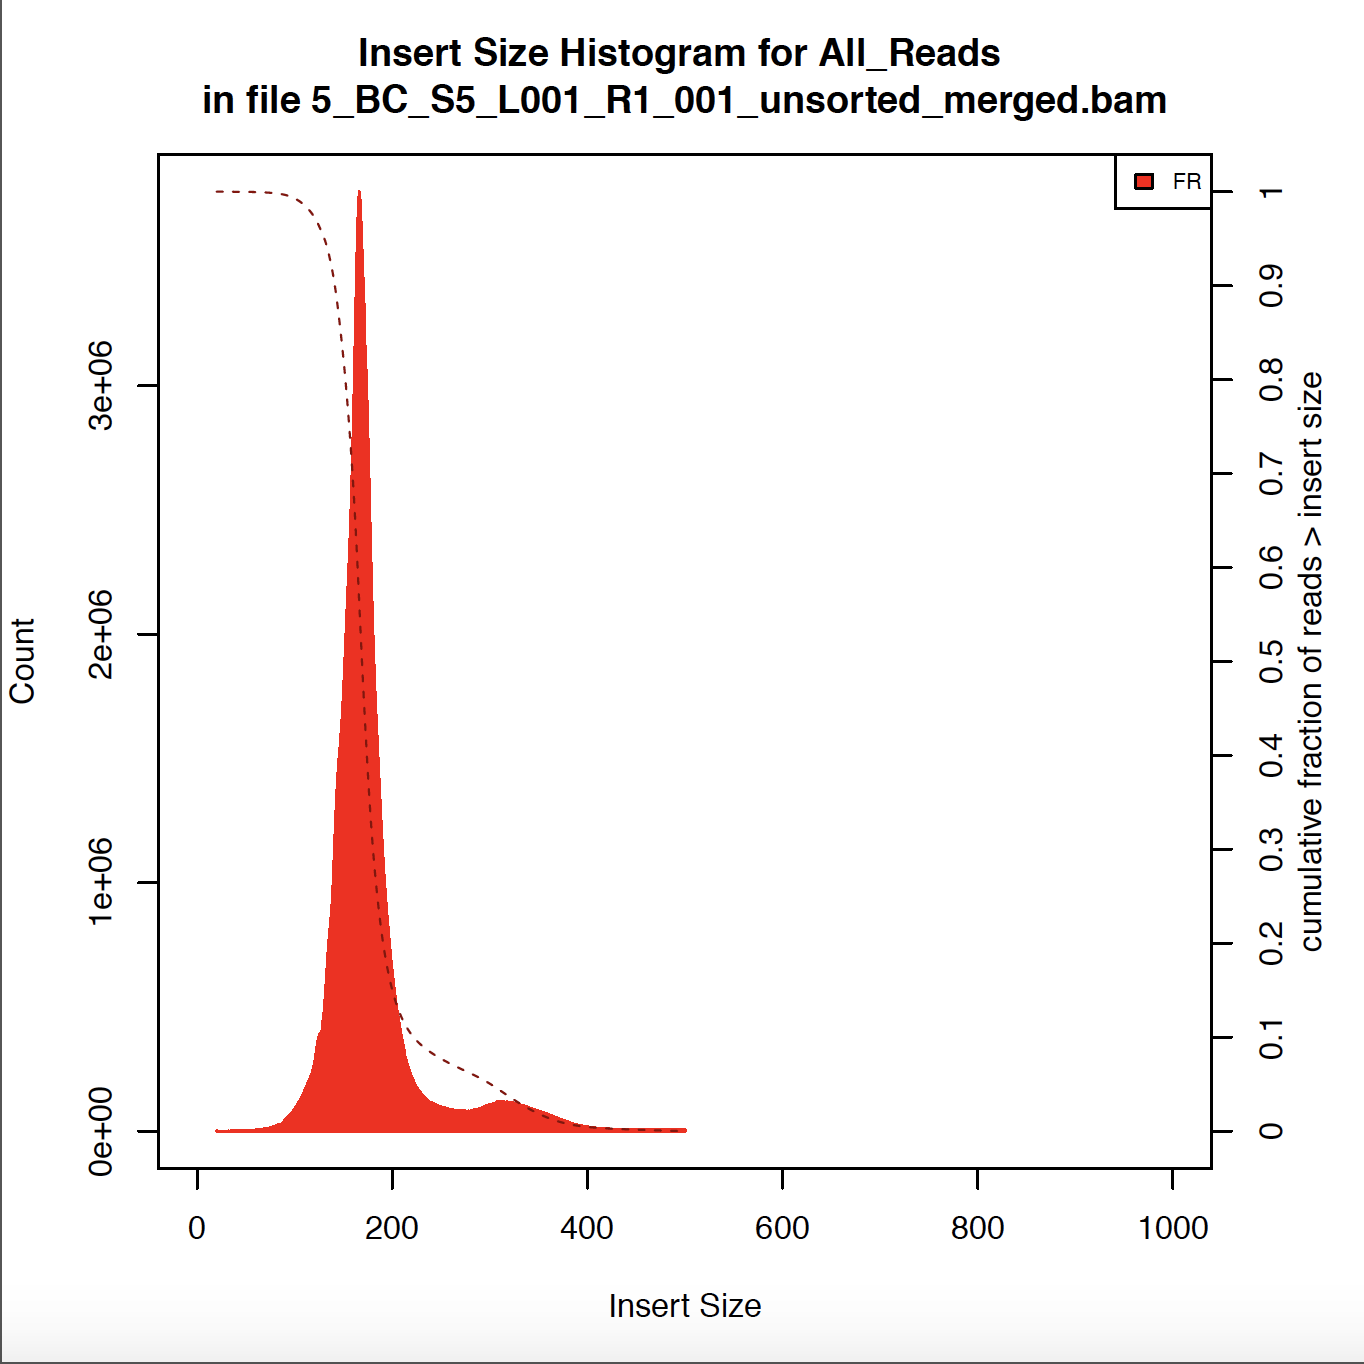 Insert Size Histogram for All_Reads
in file 5_BC_S5_L001_R1_001_unsorted_merged.bam
FR
Count
0e+00
1e+06
2e+06
3e+06
0
0.1
0.2
0.3
0.4
0.5
0.6
0.7
0.8
0.9
1
cumulative fraction of reads > insert size
0 200 400 600 800 1000
Insert Size